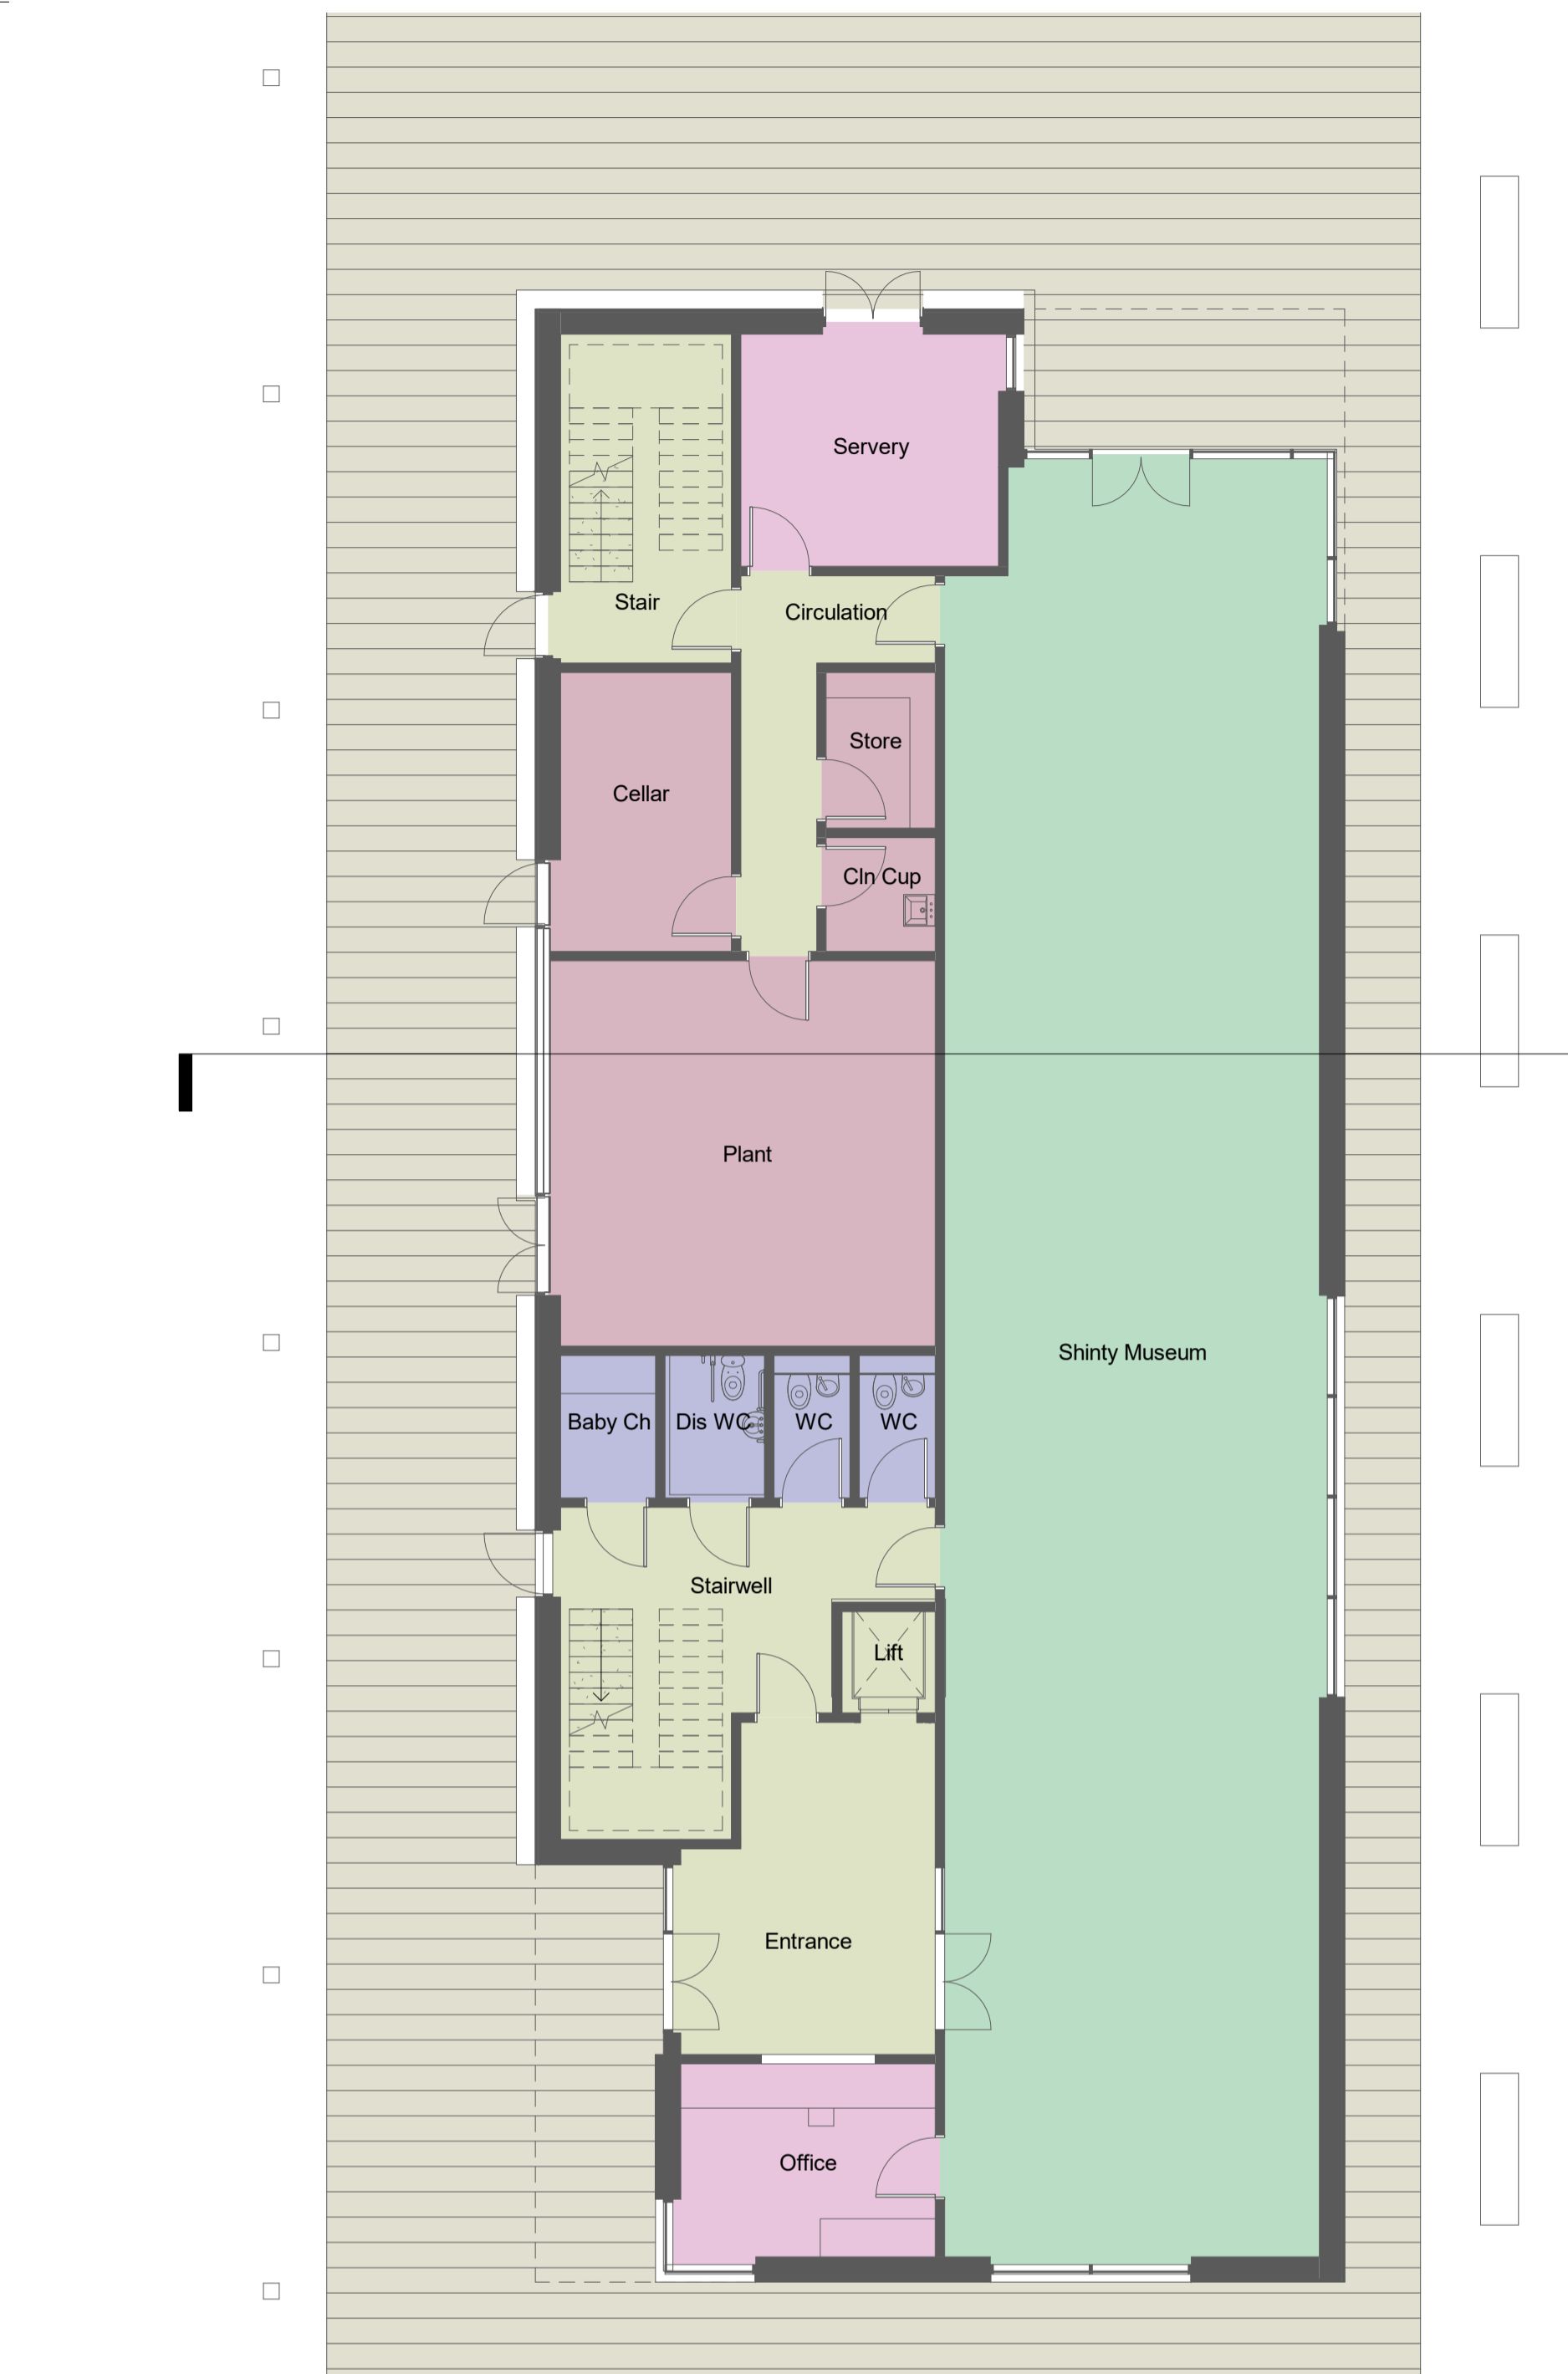 Servery
Stair
Circulation
Store
Cellar
Cln Cup
Plant
Shinty Museum
Baby Ch
Dis WC
WC
WC
Stairwell
Lift
Entrance
Office